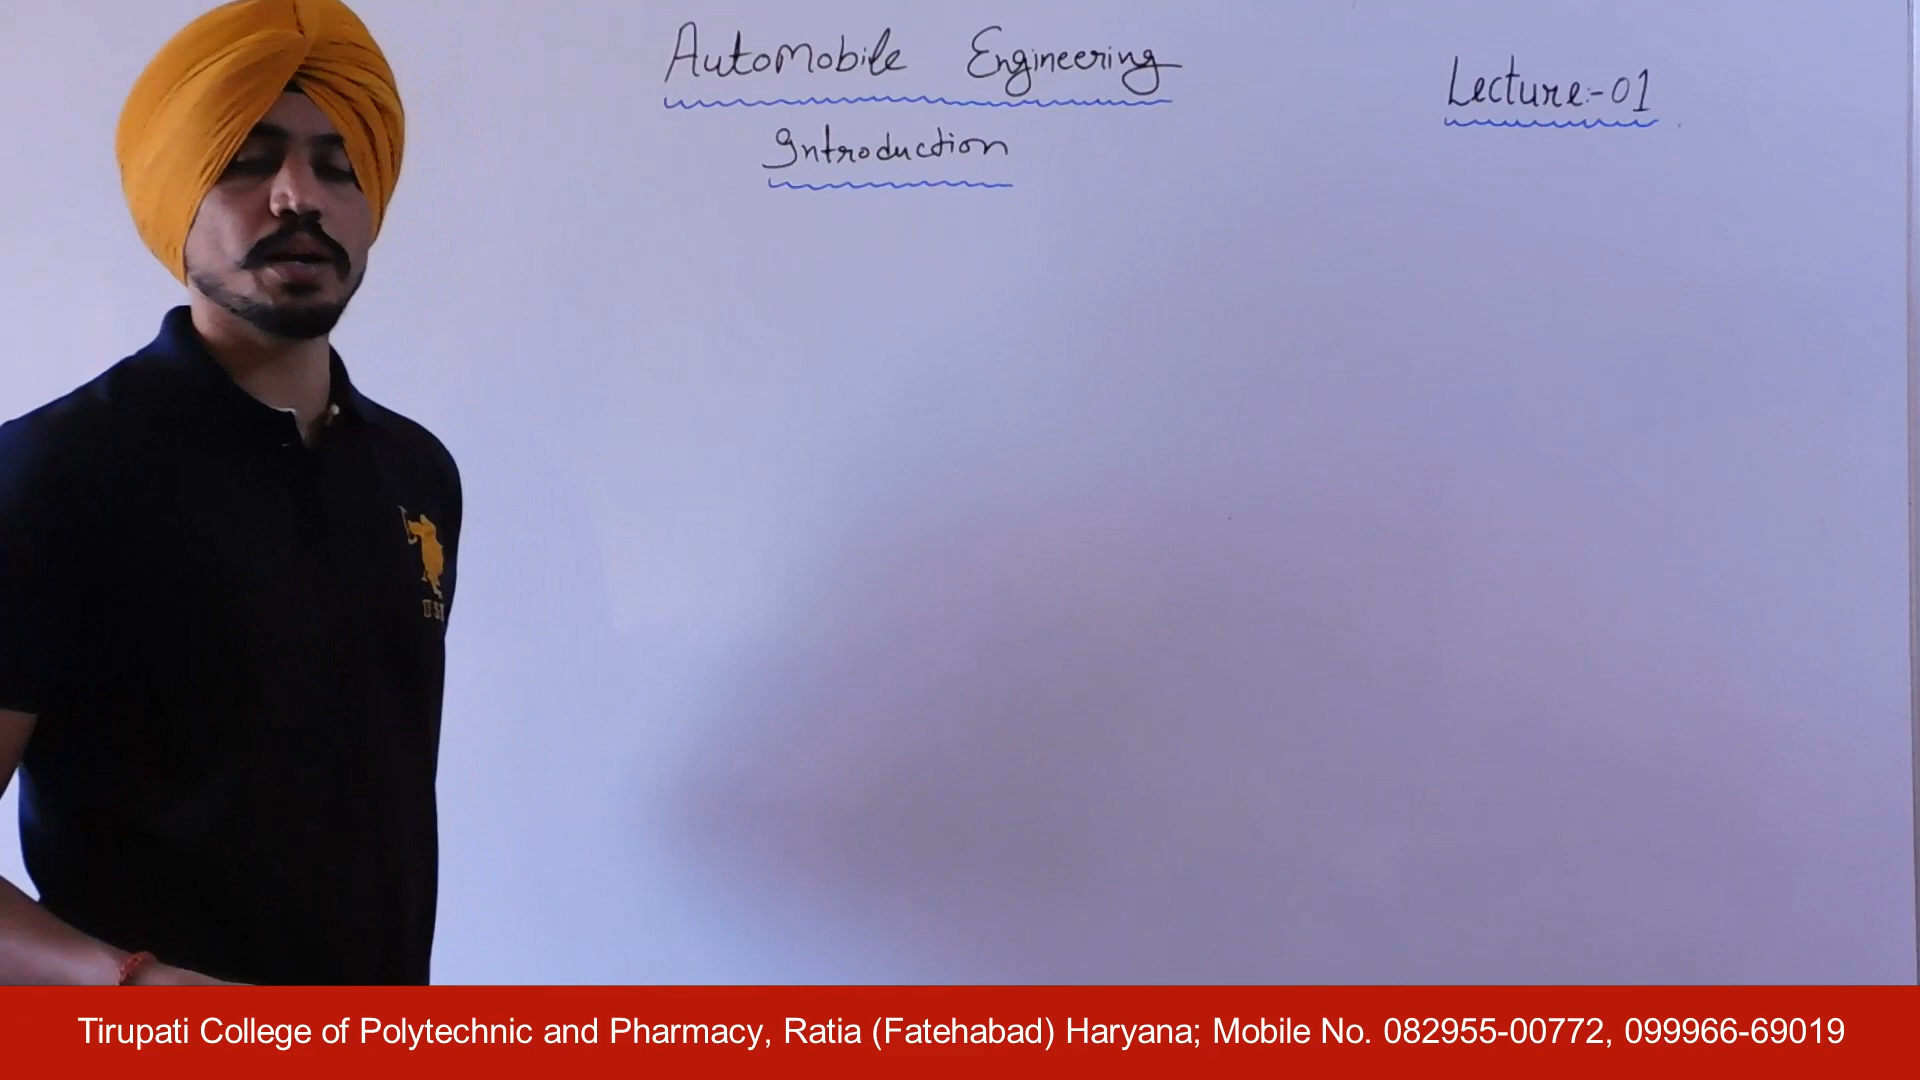 Automobile Engineering
Lecture:-01
Introduction
Tirupati College of Polytechnic and Pharmacy, Ratia (Fatehabad) Haryana; Mobile No. 082955-00772, 099966-69019